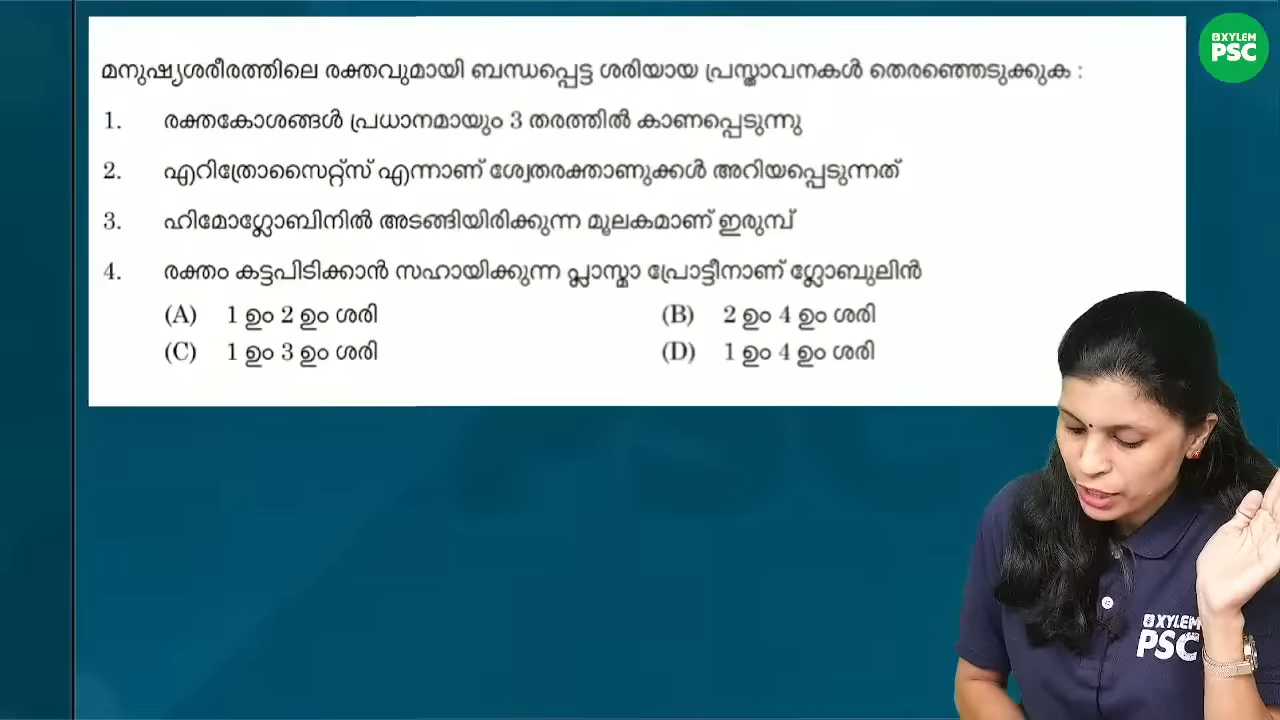 XYLEM
PSC
മനുഷ്യശരീരത്തിലെ രക്തവുമായി ബന്ധപ്പെട്ട ശരിയായ പ്രസ്താവനകൾ തെരഞ്ഞെടുക്കുക :
1. രക്തകോശങ്ങൾ പ്രധാനമായും 3 തരത്തിൽ കാണപ്പെടുന്നു
2. എറിത്രോസൈറ്റ്സ് എന്നാണ് ശ്വേതരക്താണുക്കൾ അറിയപ്പെടുന്നത്
3. ഹിമോഗ്ലോബിനിൽ അടങ്ങിയിരിക്കുന്ന മൂലകമാണ് ഇരുമ്പ്
4. രക്തം കട്ടപിടിക്കാൻ സഹായിക്കുന്ന പ്ലാസ്മാ പ്രോട്ടീനാണ് ഗ്ലോബുലിൻ
(A) 1 ഉം 2 ഉം ശരി (B) 2 ഉം 4 ഉം ശരി
(C) 1 ഉം 3 ഉം ശരി (D) 1 ഉം 4 ഉം ശരി
XYLEM
PSC